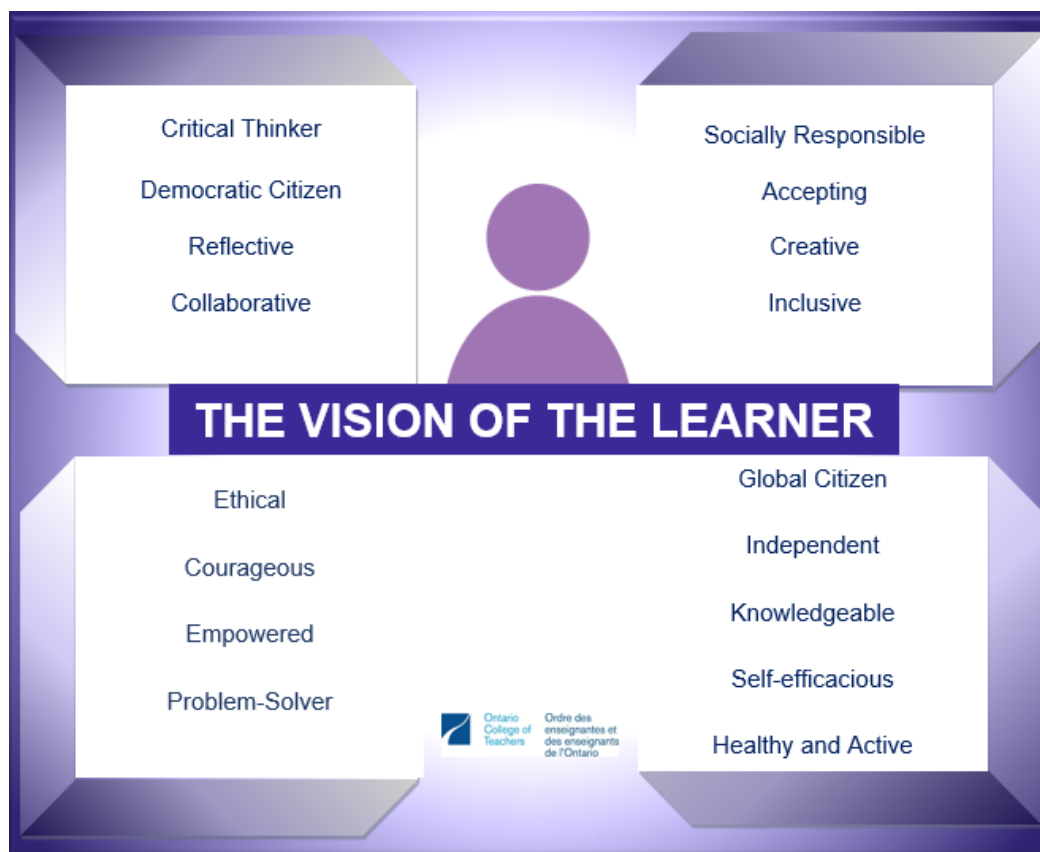 Critical Thinker
Democratic Citizen
Reflective
Collaborative
Socially Responsible
Accepting
Creative
Inclusive
THE VISION OF THE LEARNER
Ethical
Courageous
Empowered
Problem-Solver
Global Citizen
Independent
Knowledgeable
Self-efficacious
Healthy and Active
Ontario
College of
Teachers
Ordre des
enseignantes et
des enseignants
de l'Ontario